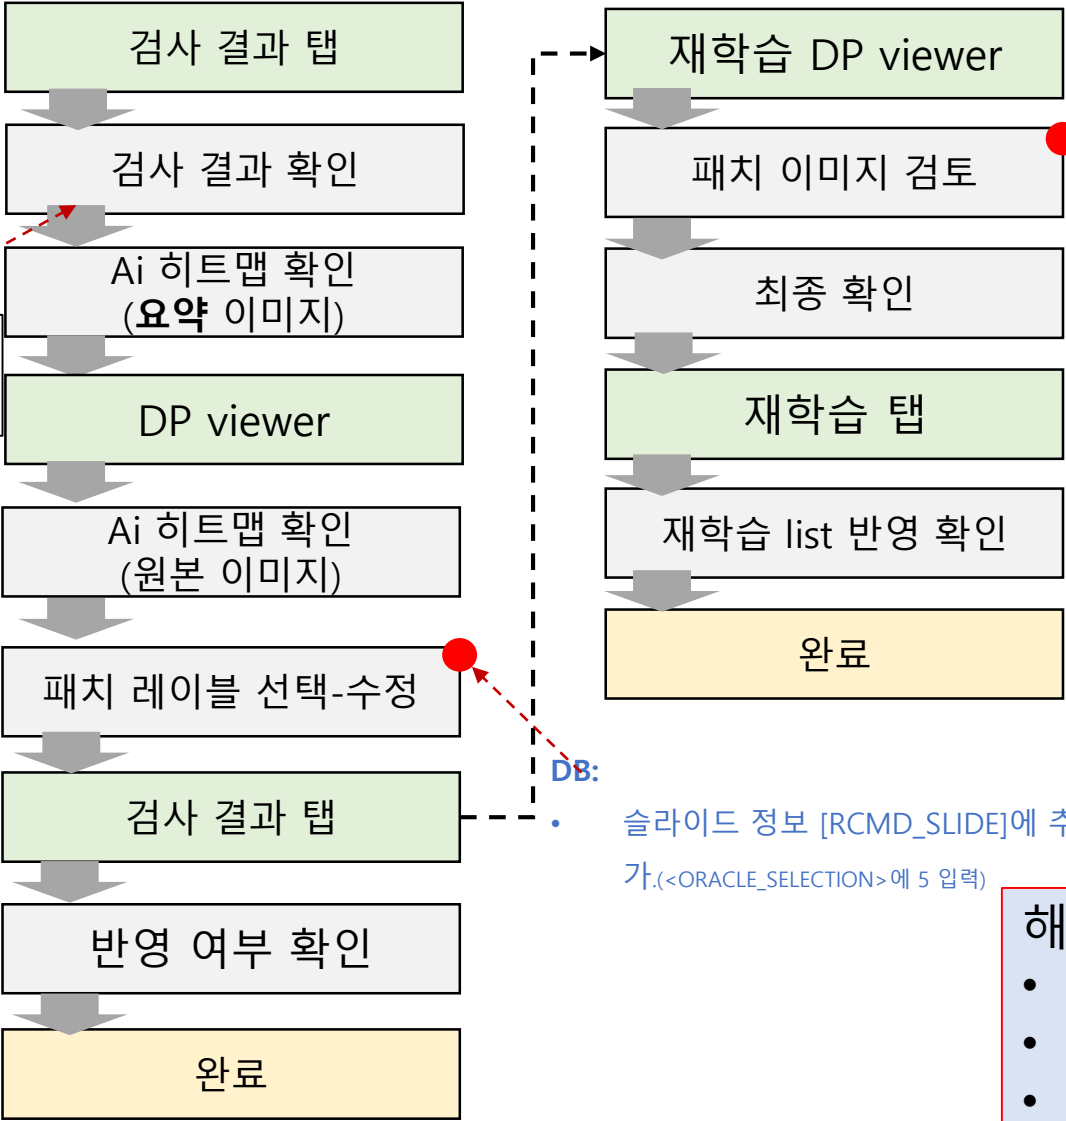 검사 결과 탭
검사 결과 확인
Ai 히트맵 확인
(요약 이미지)
DP viewer
Ai 히트맵 확인
(원본 이미지)
패치 레이블 선택-수정
검사 결과 탭
반영 여부 확인
완료
재학습 DP viewer
패치 이미지 검토
최종 확인
재학습 탭
재학습 list 반영 확인
완료
DB:
• 슬라이드 정보 [RCMD_SLIDE]에 추
가.(<ORACLE_SELECTION>에 5 입력)
해
•
•
•